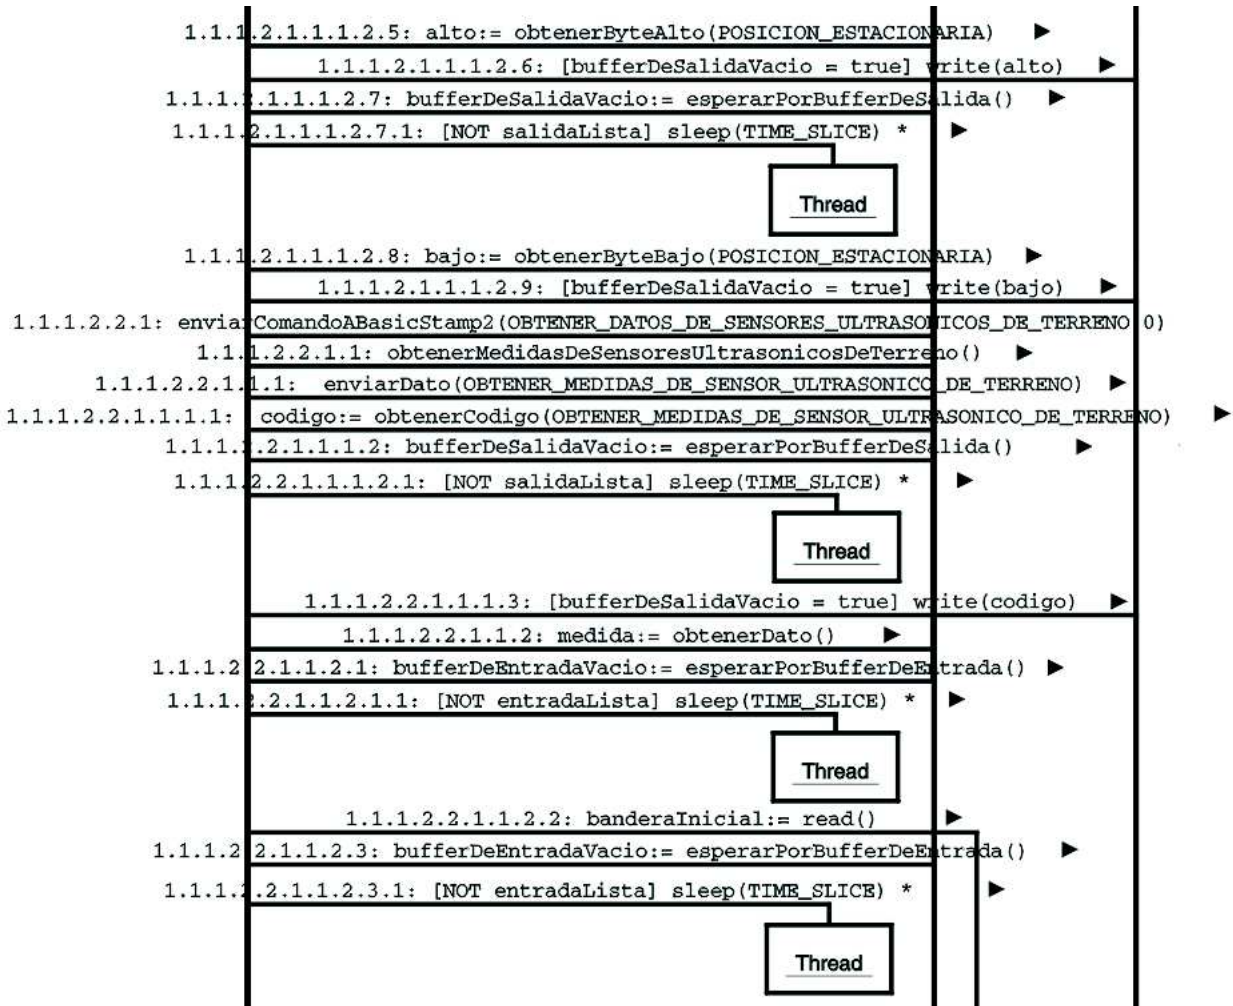 1.1.1.2.1.1.1.2.5: alto:= obtenerByteAlto(POSICION_ESTACIONARIA)
1.1.1.2.1.1.1.2.6: [bufferDeSalidaVacio = true] write(alto)
1.1.1.2.1.1.1.2.7: bufferDeSalidaVacio:= esperarPorBufferDeSalida()
1.1.1.2.1.1.1.2.7.1: [NOT salidaLista] sleep(TIME_SLICE) *
Thread
1.1.1.2.1.1.1.2.8: bajo:= obtenerByteBajo(POSICION_ESTACIONARIA)
1.1.1.2.1.1.1.2.9: [bufferDeSalidaVacio = true] write(bajo)
1.1.1.2.2.1: enviarComandoABasicStamp2(OBTENER_DATOS_DE_SENSORES_ULTRASONICOS_DE_TERRENO,0)
1.1.1.2.2.1.1: obtenerMedidasDeSensoresUltrasonicosDeTerreno()
1.1.1.2.2.1.1.1: enviarDato(OBTENER_MEDIDAS_DE_SENSOR_ULTRASONICO_DE_TERRENO)
1.1.1.2.2.1.1.1.1: codigo:= obtenerCodigo(OBTENER_MEDIDAS_DE_SENSOR_ULTRASONICO_DE_TERRENO)
1.1.1.2.2.1.1.1.2: bufferDeSalidaVacio:= esperarPorBufferDeSalida()
1.1.1.2.2.1.1.1.2.1: [NOT salidaLista] sleep(TIME_SLICE) *
Thread
1.1.1.2.2.1.1.1.3: [bufferDeSalidaVacio = true] write(codigo)
1.1.1.2.2.1.1.2: medida:= obtenerDato()
1.1.1.2.2.1.1.2.1: bufferDeEntradaVacio:= esperarPorBufferDeEntrada()
1.1.1.2.2.1.1.2.1.1: [NOT entradaLista] sleep(TIME_SLICE) *
Thread
1.1.1.2.2.1.1.2.2: banderaInicial:= read()
1.1.1.2.2.1.1.2.3: bufferDeEntradaVacio:= esperarPorBufferDeEntrada()
1.1.1.2.2.1.1.2.3.1: [NOT entradaLista] sleep(TIME_SLICE) *
Thread